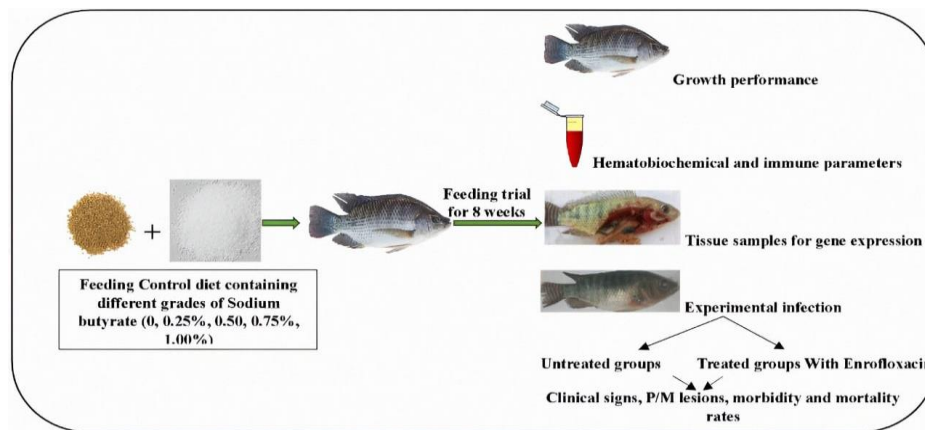 Growth performance
Hematobiochemical and immune parameters
Feeding trial
for 8 weeks
+
Tissue samples for gene expression
Feeding Control diet containing
different grades of Sodium
butyrate (0, 0.25%, 0.50, 0.75%,
1.00%)
Experimental infection
Untreated groups
Treated groups With Enrofloxacin
Clinical signs, P/M lesions, morbidity and mortality
rates